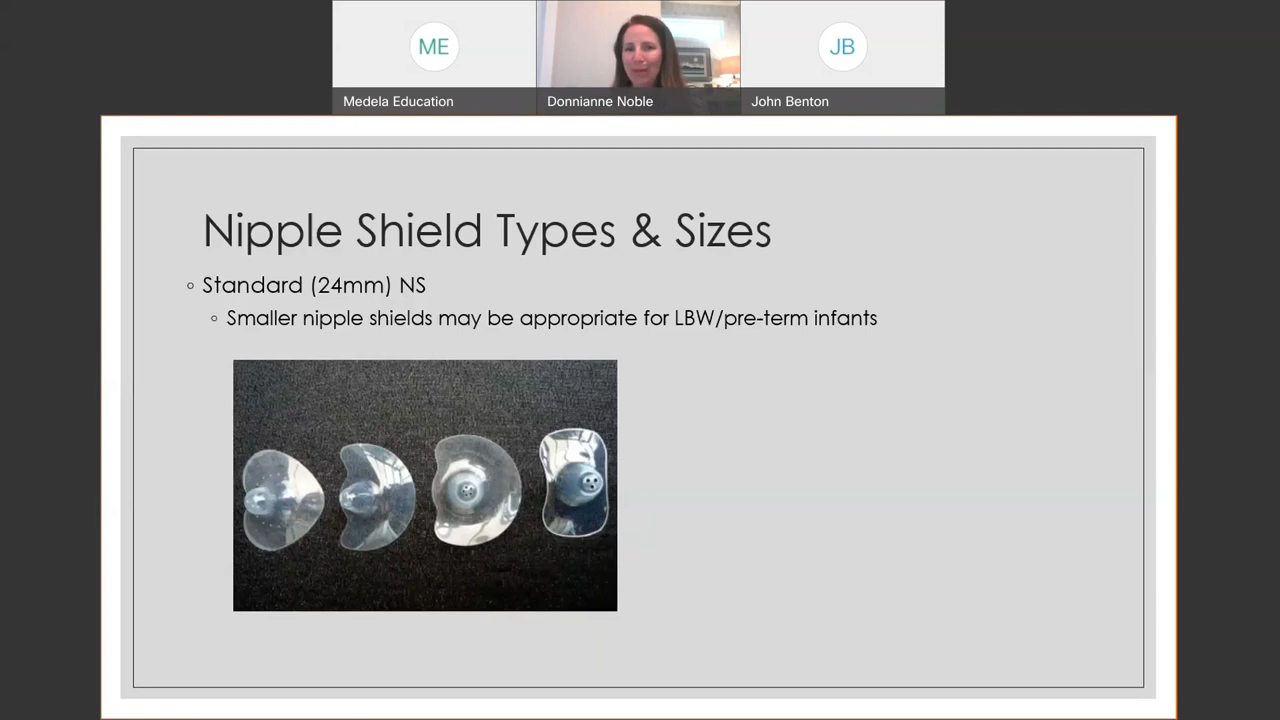 ME
JB
Medela Education
Donnianne Noble
John Benton
Nipple Shield Types & Sizes
◦ Standard (24mm) NS
◦ Smaller nipple shields may be appropriate for LBW/pre-term infants